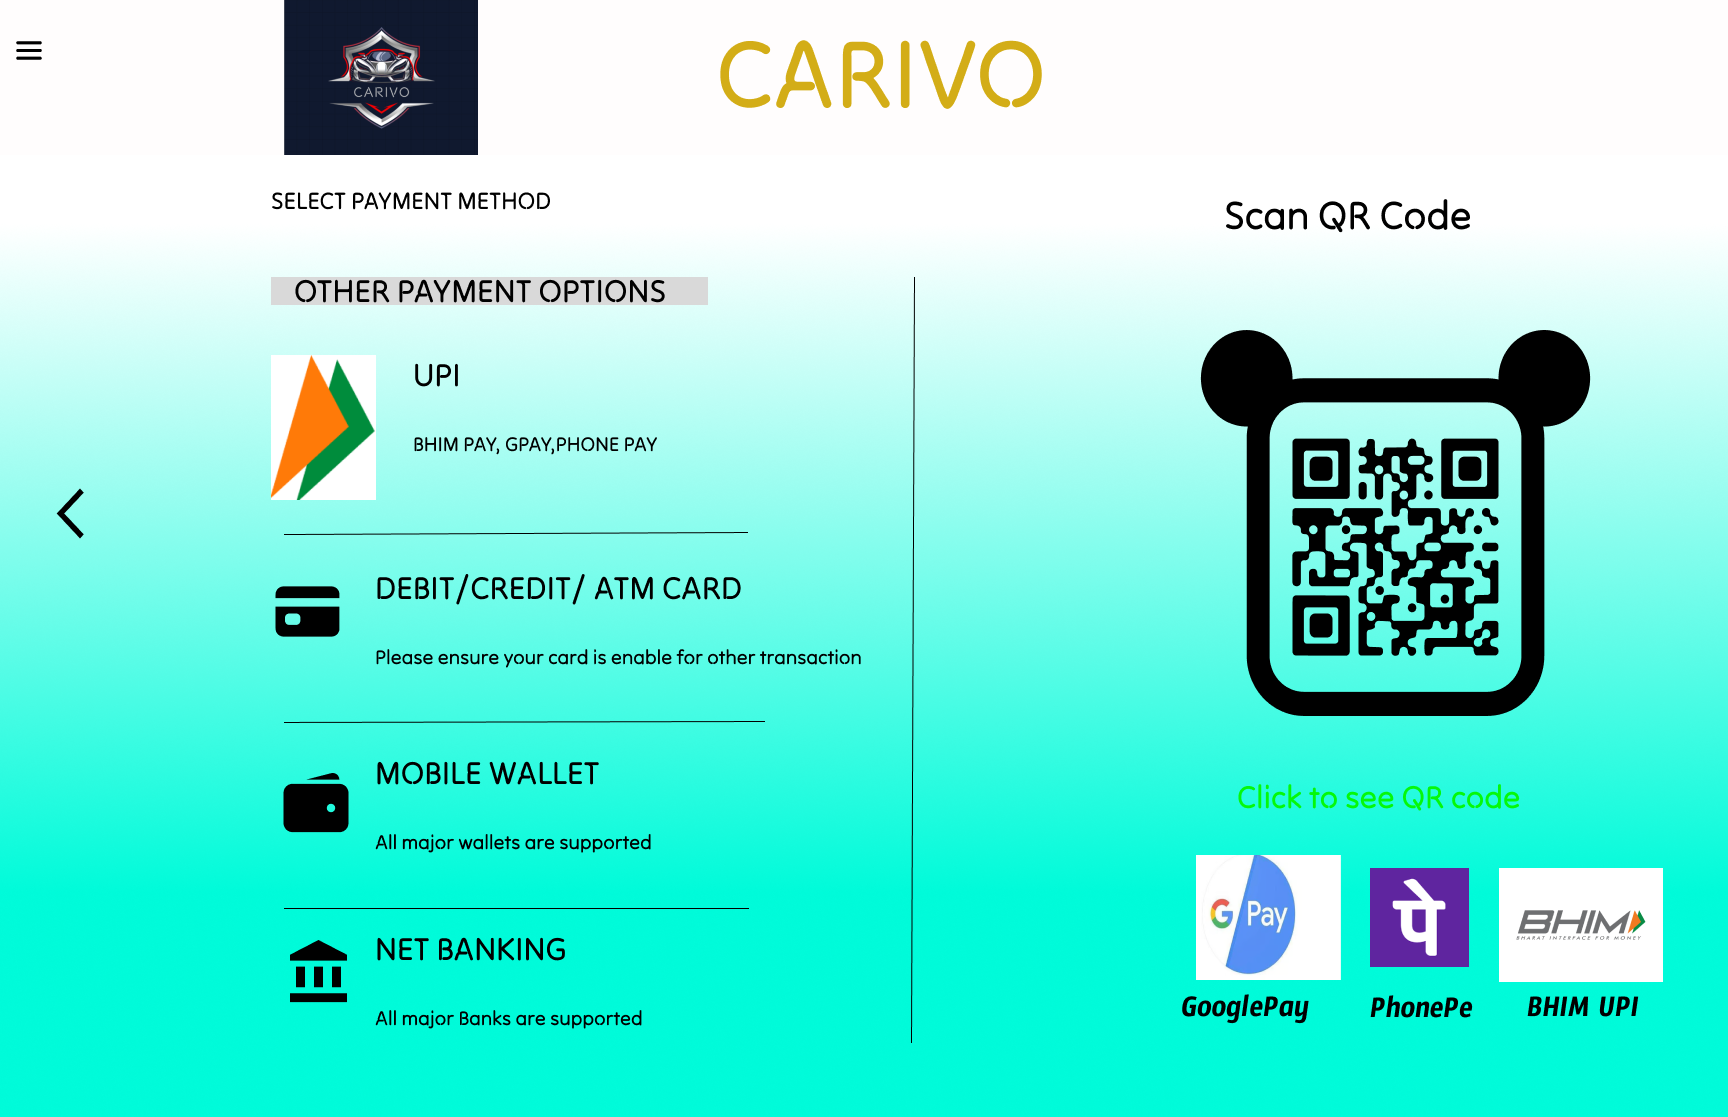 CARIVO
CARIVO
SELECT PAYMENT METHOD
OTHER PAYMENT OPTIONS
UPI
BHIM PAY, GPAY,PHONE PAY
DEBIT/CREDIT/ ATM CARD
Please ensure your card is enable for other transaction
MOBILE WALLET
All major wallets are supported
NET BANKING
All major Banks are supported
Scan QR Code
Click to see QR code
G Pay
पे
BHIM
BHARAT INTERFACE FOR MONEY
GooglePay
PhonePe
BHIM UPI